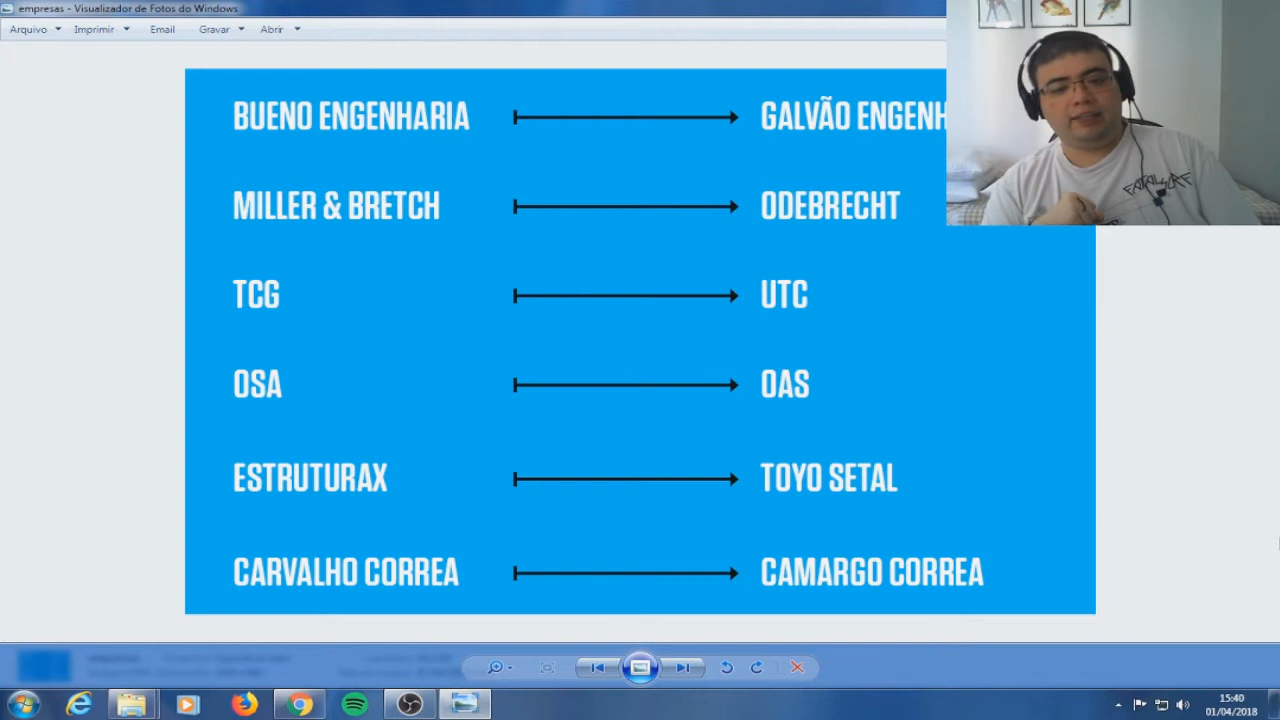 empresas - Visualizador de Fotos do Windows
Arquivo Imprimir Email Gravar Abrir
BUENO ENGENHARIA GALVÃO ENGENH
MILLER & BRETCH ODEBRECHT
TCG UTC
OSA OAS
ESTRUTURAX TOYO SETAL
CARVALHO CORREA CAMARGO CORREA
15:40
01/04/2018